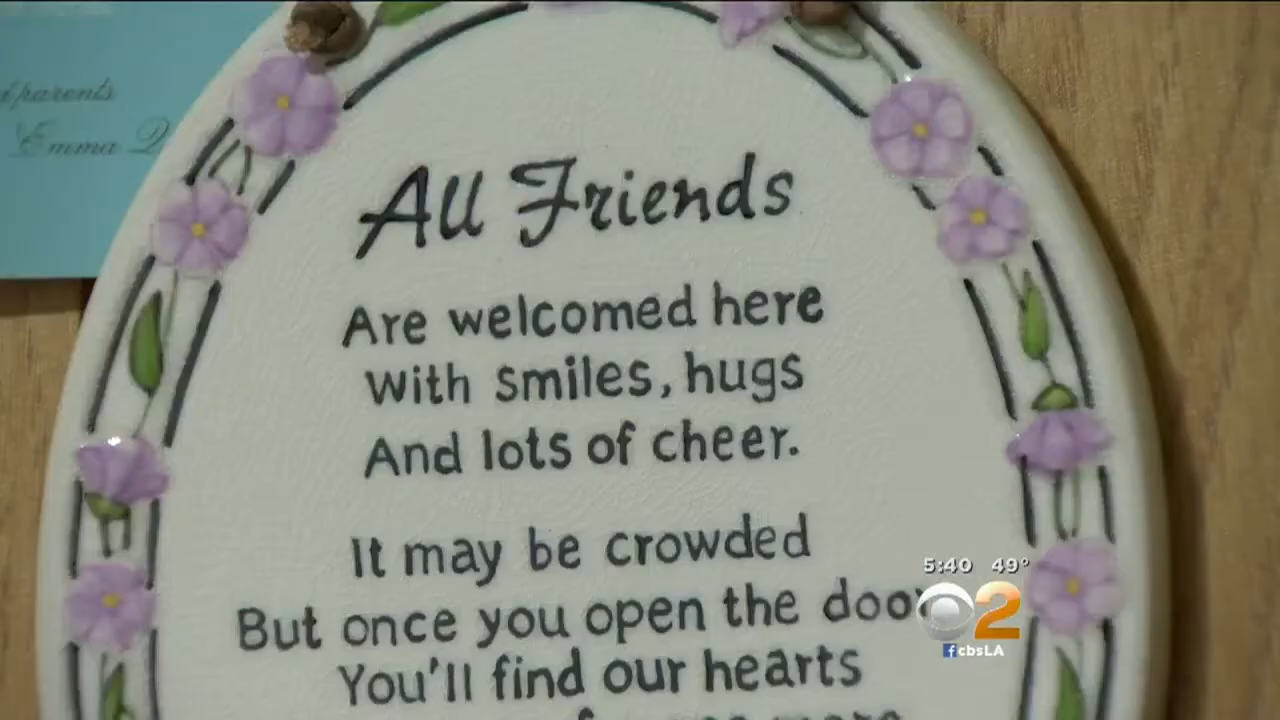 parents
Emma Q
All Friends
Are welcomed here
With smiles, hugs
And lots of cheer.
It may be crowded
But once you open the doo
You'll find our hearts
more
5:40 49°
2
cbsLA